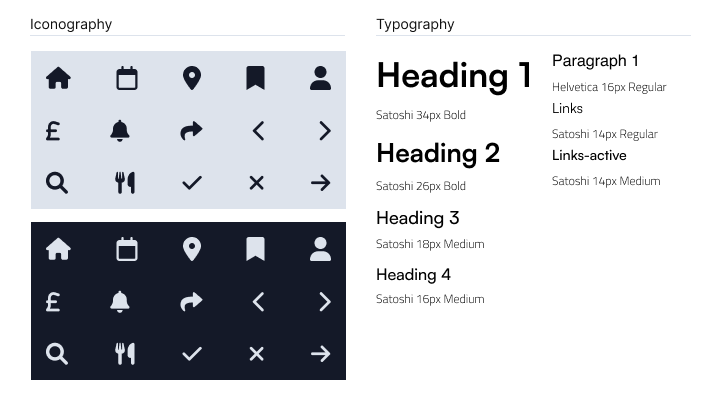 Iconography
£
£
Typography
Heading 1
Satoshi 34px Bold
Heading 2
Satoshi 26px Bold
Heading 3
Satoshi 18px Medium
Heading 4
Satoshi 16px Medium
Paragraph 1
Helvetica 16px Regular
Links
Satoshi 14px Regular
Links-active
Satoshi 14px Medium